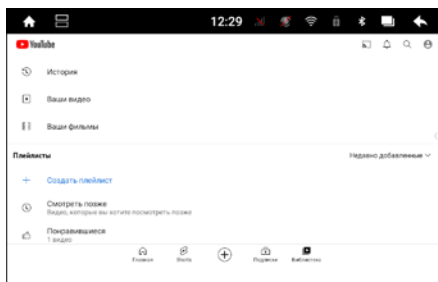 12:29
YouTube
История
Ваши видео
Ваши фильмы
Плейлисты
Недавно добавленные
Создать плейлист
Смотреть позже
Видео, которые вы хотите посмотреть позже
Понравившиеся
1 видео
Главная Shorts Подписки Библиотека